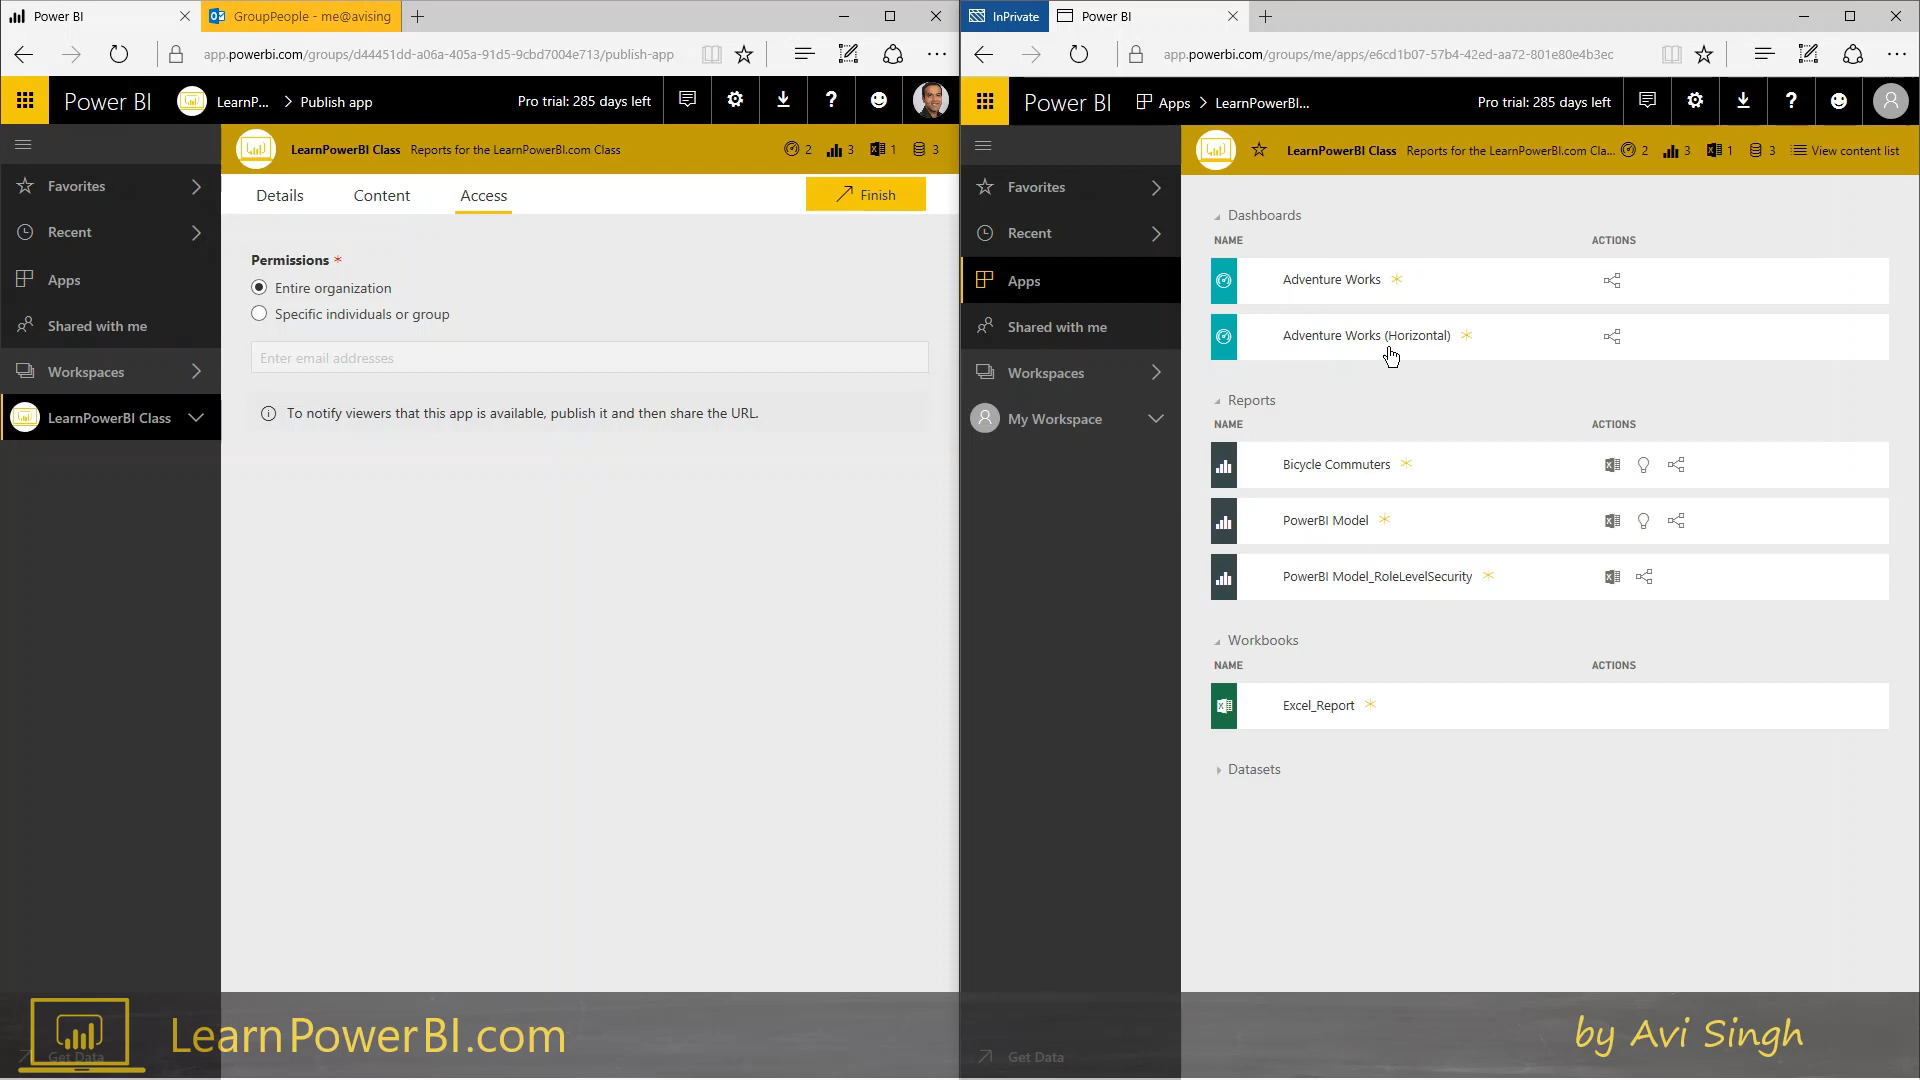 Power BI
GroupPeople - me@avising
app.powerbi.com/groups/d44451dd-a06a-405a-91d5-9cbd7004e713/publish-app
Power BI LearnP... Publish app Pro trial: 285 days left
LearnPowerBI Class Reports for the LearnPowerBI.com Class 2 3 1 3
Favorites
Recent
Apps
Shared with me
Workspaces
LearnPowerBI Class
Get Data
Details Content Access Finish
Permissions *
Entire organization
Specific individuals or group
Enter email addresses
To notify viewers that this app is available, publish it and then share the URL.
InPrivate Power BI
app.powerbi.com/groups/me/apps/e6cd1b07-57b4-42ed-aa72-801e80e4b3ec
Power BI Apps LearnPowerBI... Pro trial: 285 days left
LearnPowerBI Class Reports for the LearnPowerBI.com Cla... 2 3 1 3 View content list
Favorites
Recent
Apps
Shared with me
Workspaces
My Workspace
Get Data
Dashboards
NAME ACTIONS
Adventure Works
Adventure Works (Horizontal)
Reports
NAME ACTIONS
Bicycle Commuters
PowerBI Model
PowerBI Model_RoleLevelSecurity
Workbooks
NAME ACTIONS
Excel_Report
Datasets
LearnPowerBI.com
by Avi Singh